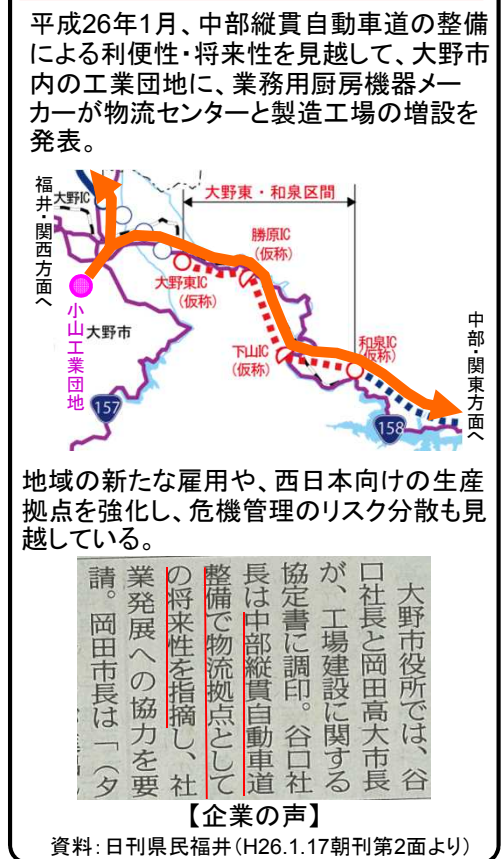 平成26年1月、中部縦貫自動車道の整備
による利便性・将来性を見越して、大野市
内の工業団地に、業務用厨房機器メー
カーが物流センターと製造工場の増設を
発表。
福井・関西方面へ
大野IC
大野東・和泉区間
勝原IC
(仮称)
大野東IC
(仮称)
小山工業団地
大野市
下山IC
(仮称)
和泉IC
(仮称)
中部・関東方面へ
157
158
地域の新たな雇用や、西日本向けの生産
拠点を強化し、危機管理のリスク分散も見
越している。
大野市役所では、谷
口社長と岡田高大市長
が、工場建設に関する
協定書に調印。谷口社
長は中部縦貫自動車道
整備で物流拠点として
の将来性を指摘し、社
業発展への協力を要
請。岡田市長は「(タ
【企業の声】
資料:日刊県民福井(H26.1.17朝刊第2面より)